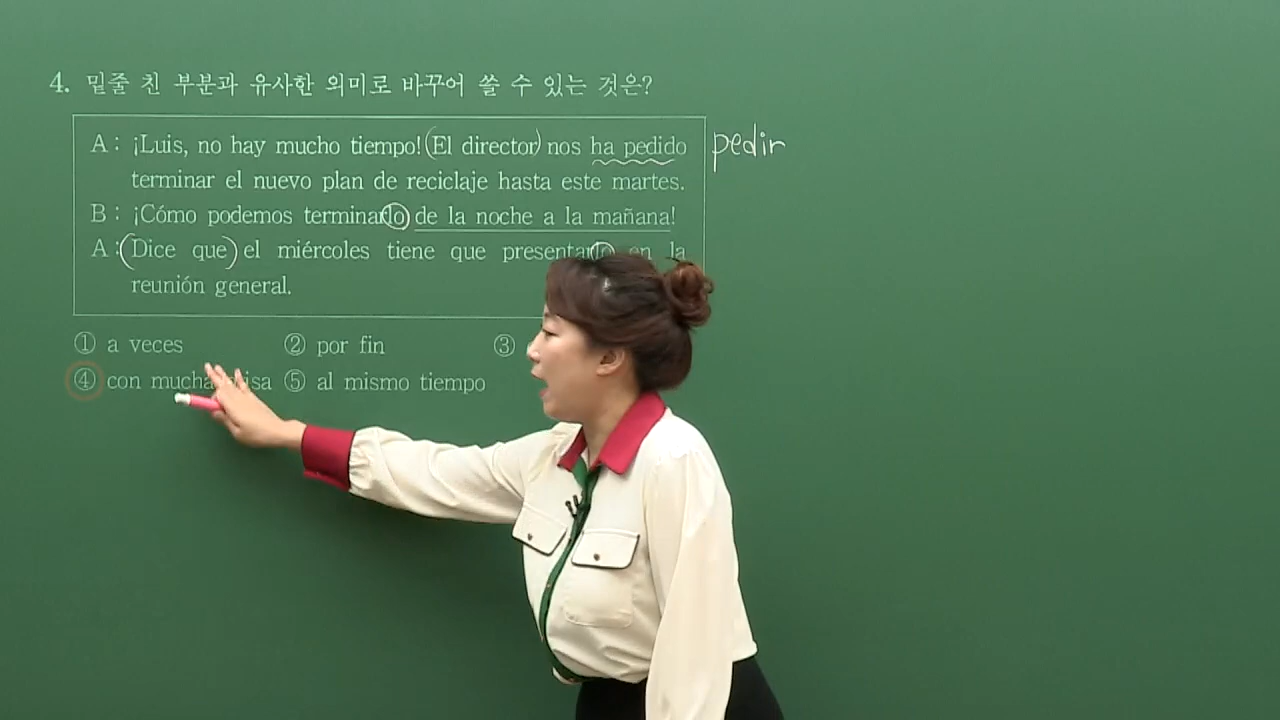 4. 밑줄 친 부분과 유사한 의미로 바꾸어 쓸 수 있는 것은?
A : ¡Luis, no hay mucho tiempo! (El director) nos ha pedido pedir
terminar el nuevo plan de reciclaje hasta este martes.
B : ¡Cómo podemos terminarlo de la noche a la mañana!
A : (Dice que) el miércoles tiene que presentarlo en la
reunión general.
① a veces ② por fin ③
④ con mucha ⑤ al mismo tiempo